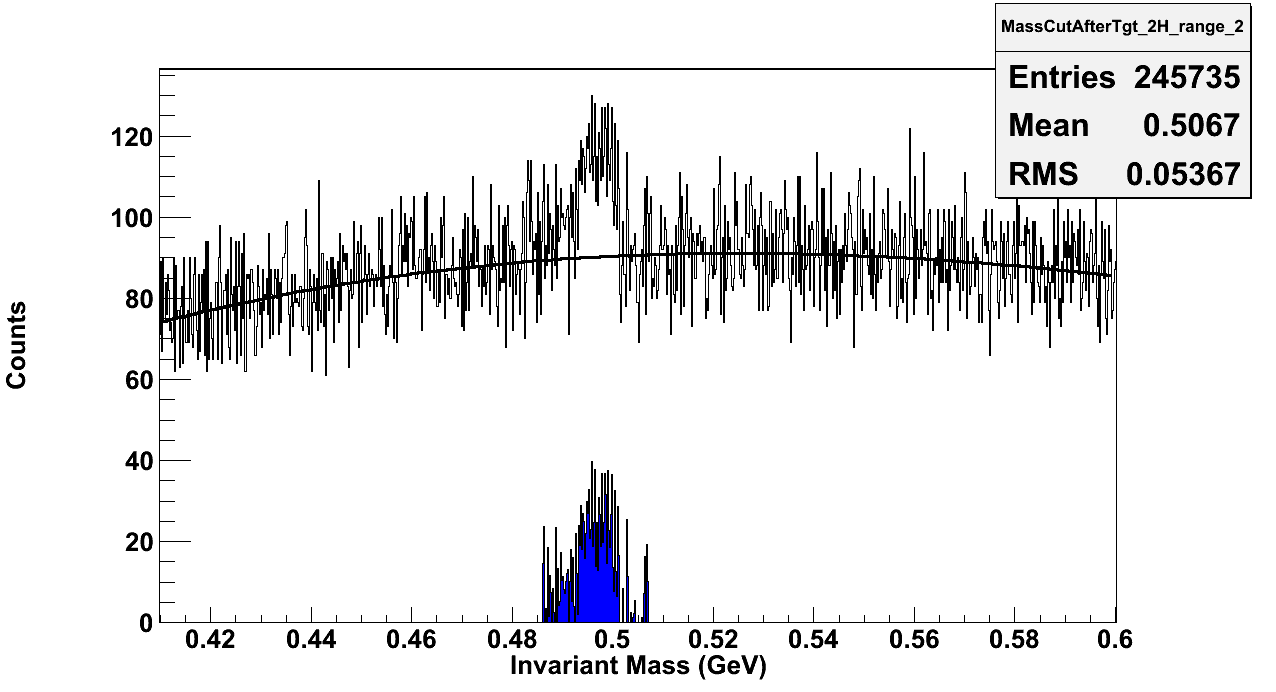 MassCutAfterTgt_2H_range_2
Entries 245735
Mean 0.5067
RMS 0.05367
120
100
80
60
40
20
0
Counts
0.42 0.44 0.46 0.48 0.5 0.52 0.54 0.56 0.58 0.6
Invariant Mass (GeV)